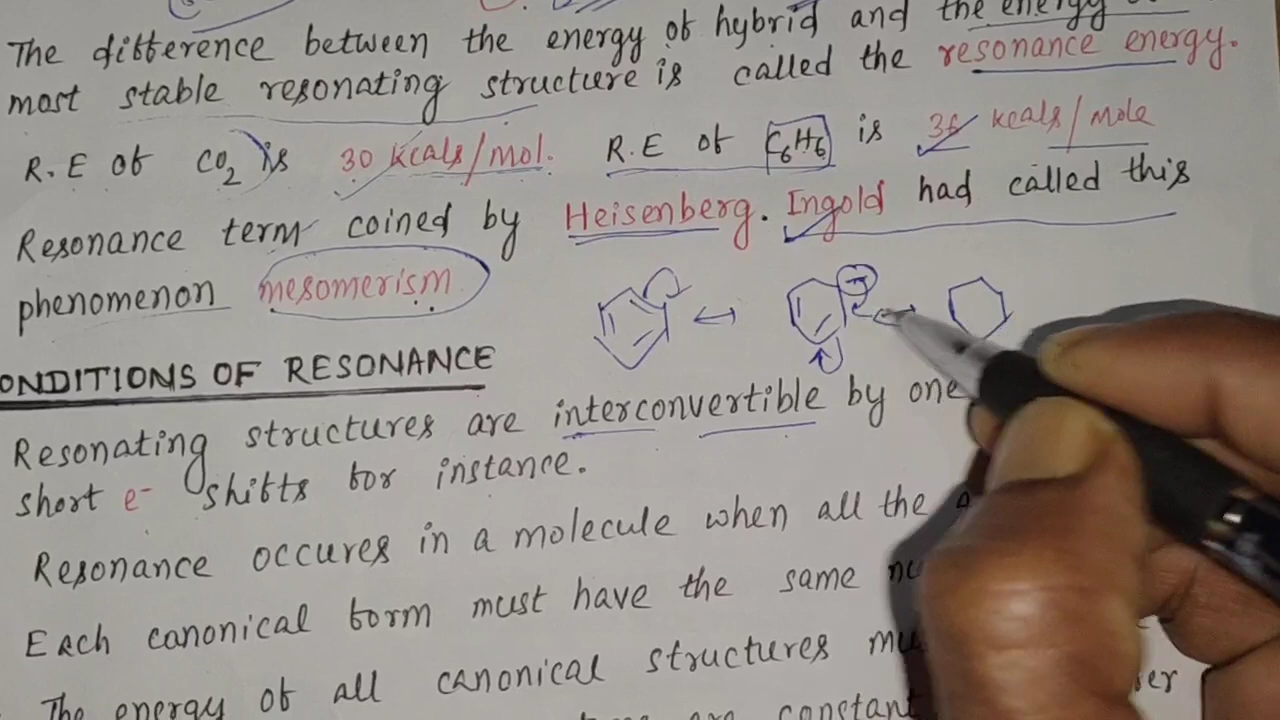 The difference between the energy of hybrid and the energy
most stable resonating structure is called the resonance energy.
R.E of CO2 is 30 kcals/mol. R.E of C6H6 is 36 kcals/mole
Resonance term coined by Heisenberg. Ingold had called this
phenomenon mesomerism
ONDITIONS OF RESONANCE
Resonating structures are interconvertible by one
short e- shifts for instance.
Resonance occures in a molecule when all the
Each canonical form must have the same
The energy of all canonical structures
are constant